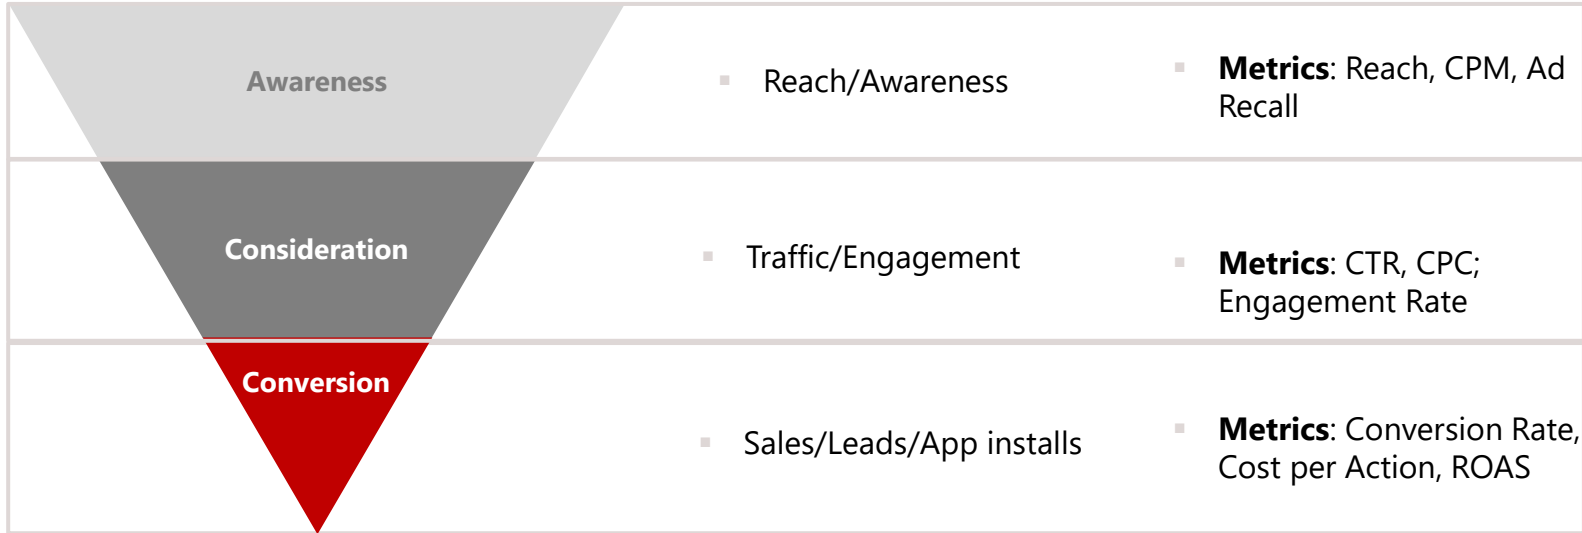 Awareness
▪ Reach/Awareness
▪ Metrics: Reach, CPM, Ad
Recall
Consideration
▪ Traffic/Engagement
▪ Metrics: CTR, CPC;
Engagement Rate
Conversion
▪ Sales/Leads/App installs
▪ Metrics: Conversion Rate,
Cost per Action, ROAS